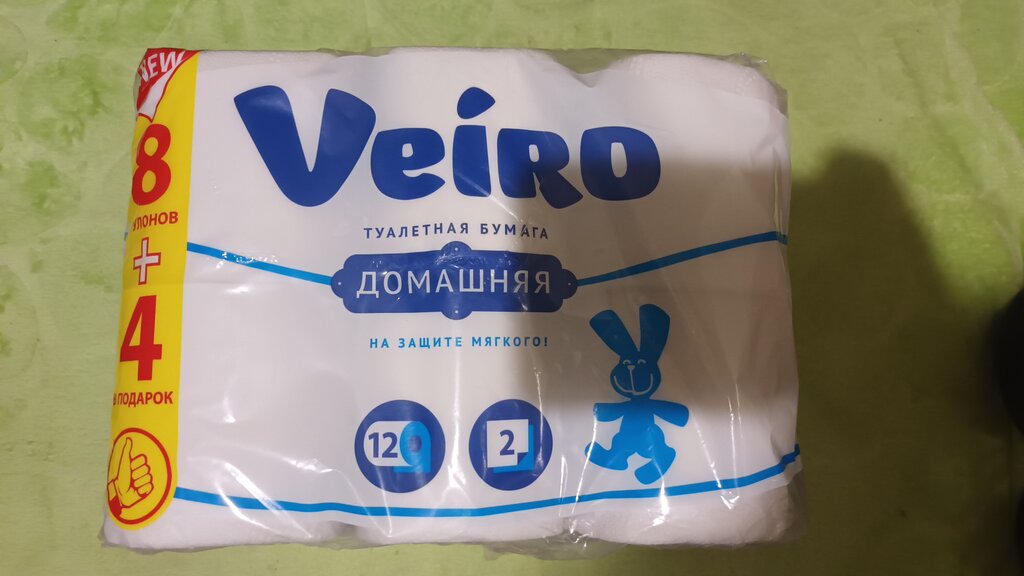 NEW
8
+
4
ПОДАРОК
Veiro
ТУАЛЕТНАЯ БУМАГА
ДОМАШНЯЯ
НА ЗАЩИТЕ МЯГКОГО!
12
2